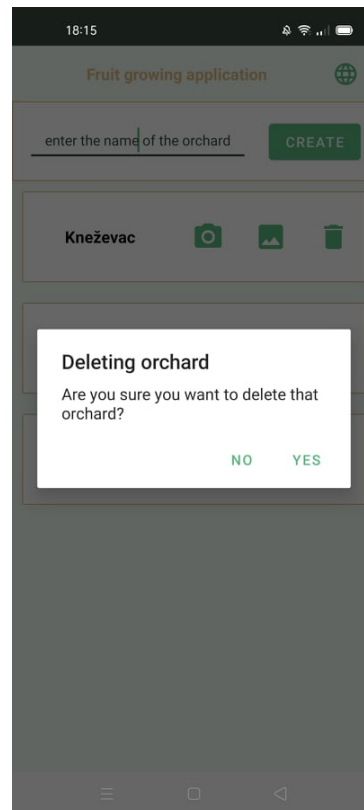 18:15
Fruit growing application
enter the name of the orchard
CREATE
Kneževac
Deleting orchard
Are you sure you want to delete that
orchard?
NO YES